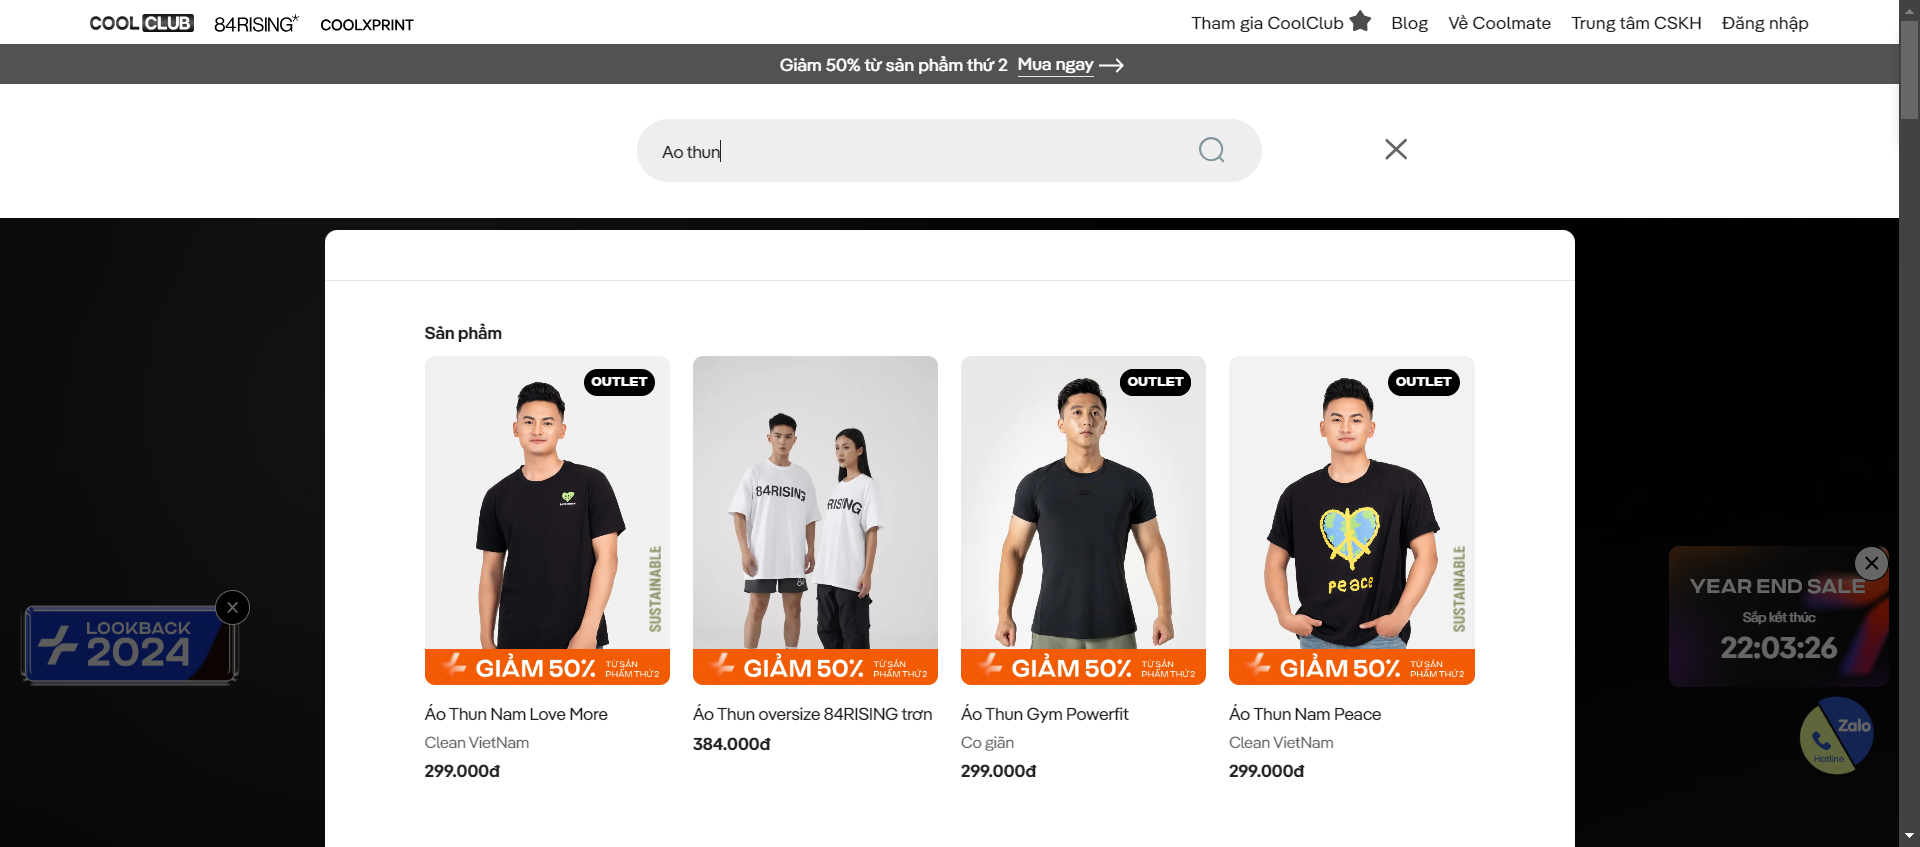 COOLCLUB 84RISING* COOLXPRINT
Tham gia CoolClub Blog Về Coolmate Trung tâm CSKH Đăng nhập
Giảm 50% từ sản phẩm thứ 2 Mua ngay
Ao thun
Sản phẩm
OUTLET
SUSTAINABLE
GIẢM 50% TỪ SẢN
PHẨM THỨ 2
Áo Thun Nam Love More
Clean VietNam
299.000đ
84RISING
RISING
84
GIẢM 50% TỪ SẢN
PHẨM THỨ 2
Áo Thun oversize 84RISING trơn
384.000đ
OUTLET
GIẢM 50% TỪ SẢN
PHẨM THỨ 2
Áo Thun Gym Powerfit
Co giãn
299.000đ
OUTLET
Peace
SUSTAINABLE
GIẢM 50% TỪ SẢN
PHẨM THỨ 2
Áo Thun Nam Peace
Clean VietNam
299.000đ
LOOKBACK
2024
YEAR END SALE
Sắp kết thúc
22:03:26
Zalo
Hotline